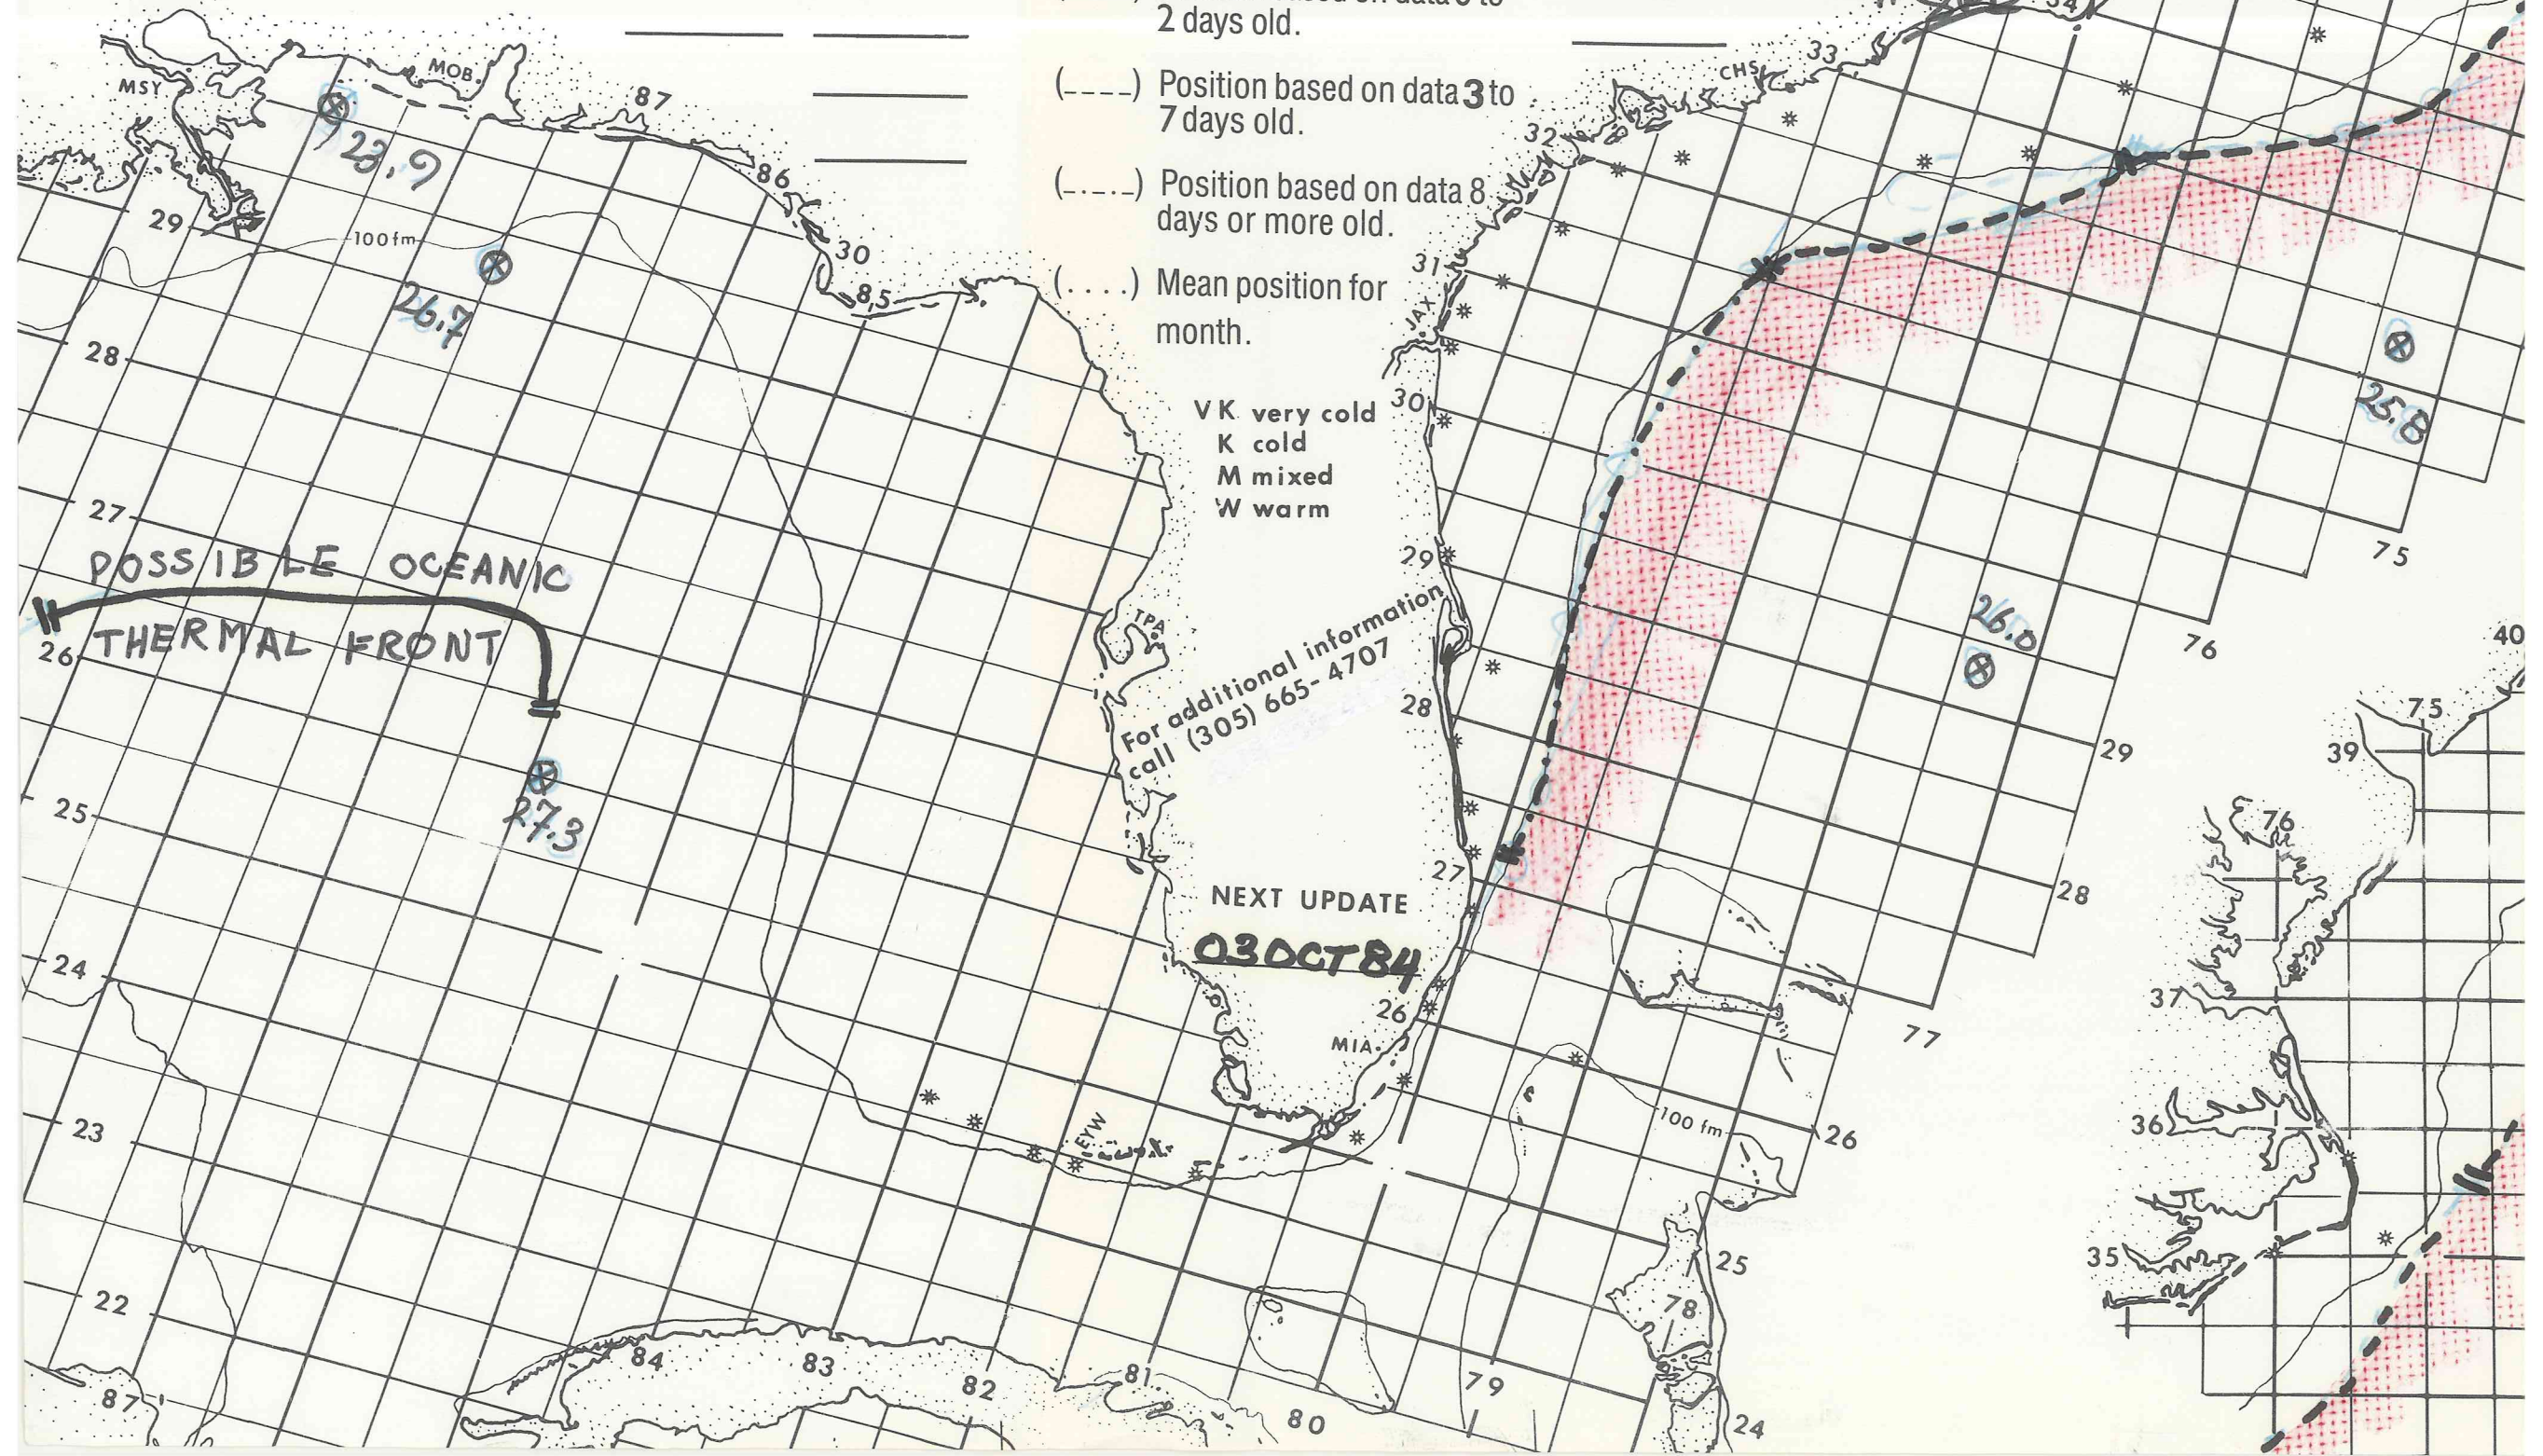 2 days old.
(----) Position based on data 3 to
7 days old.
(_._._) Position based on data 8
days or more old.
(....) Mean position for
month.
VK very cold
K cold
M mixed
W warm
For additional information
call (305) 665-4707
NEXT UPDATE
03OCT84
POSSIBLE OCEANIC
THERMAL FRONT
MSY
MOB.
87
86
85
30
29
100 fm
28
27
26
25
24
23
22
87
84
83
82
81
80
79
78
23.9
26.7
27.3
TPA
EYW
MIA.
JAX
CHS
34
33
32
31
30
29
28
27
26
25.8
26.0
75
76
77
29
28
26
25
24
100 fm
40
39
37
36
35
75
76